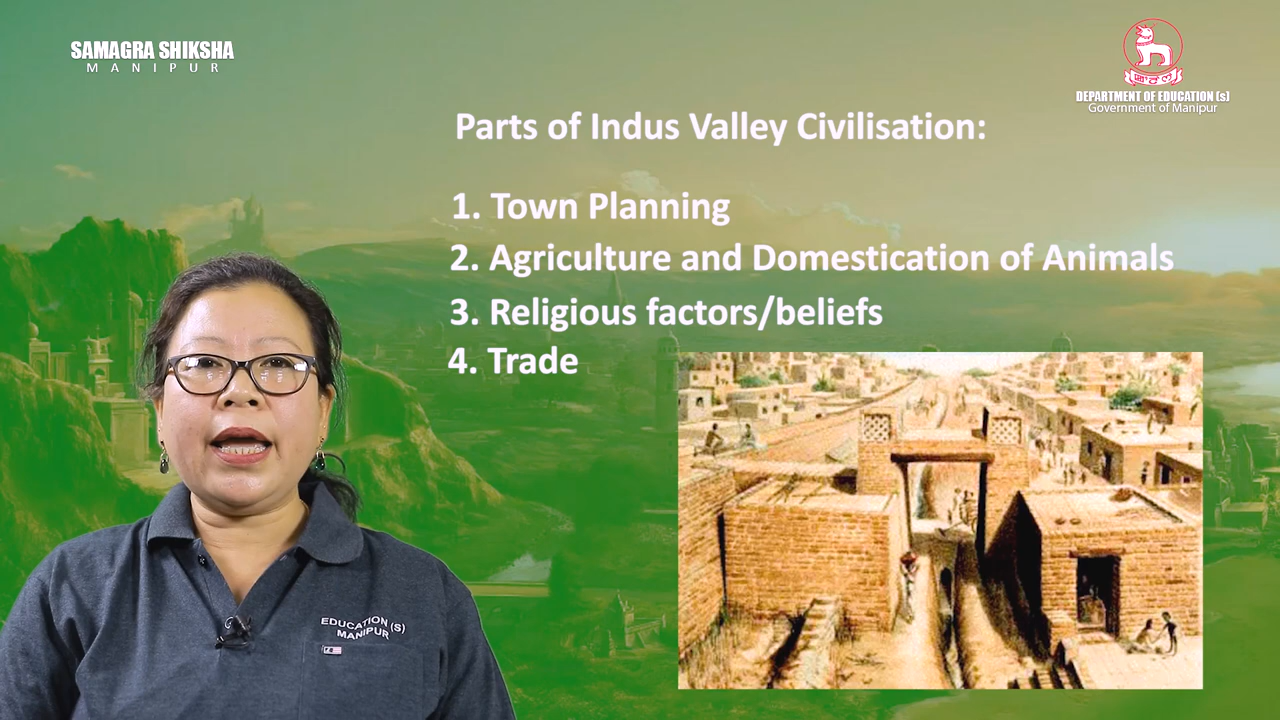 SAMAGRA SHIKSHA
MANIPUR
DEPARTMENT OF EDUCATION (s)
Government of Manipur
Parts of Indus Valley Civilisation:
1. Town Planning
2. Agriculture and Domestication of Animals
3. Religious factors/beliefs
4. Trade
EDUCATION (S)
MANIPUR